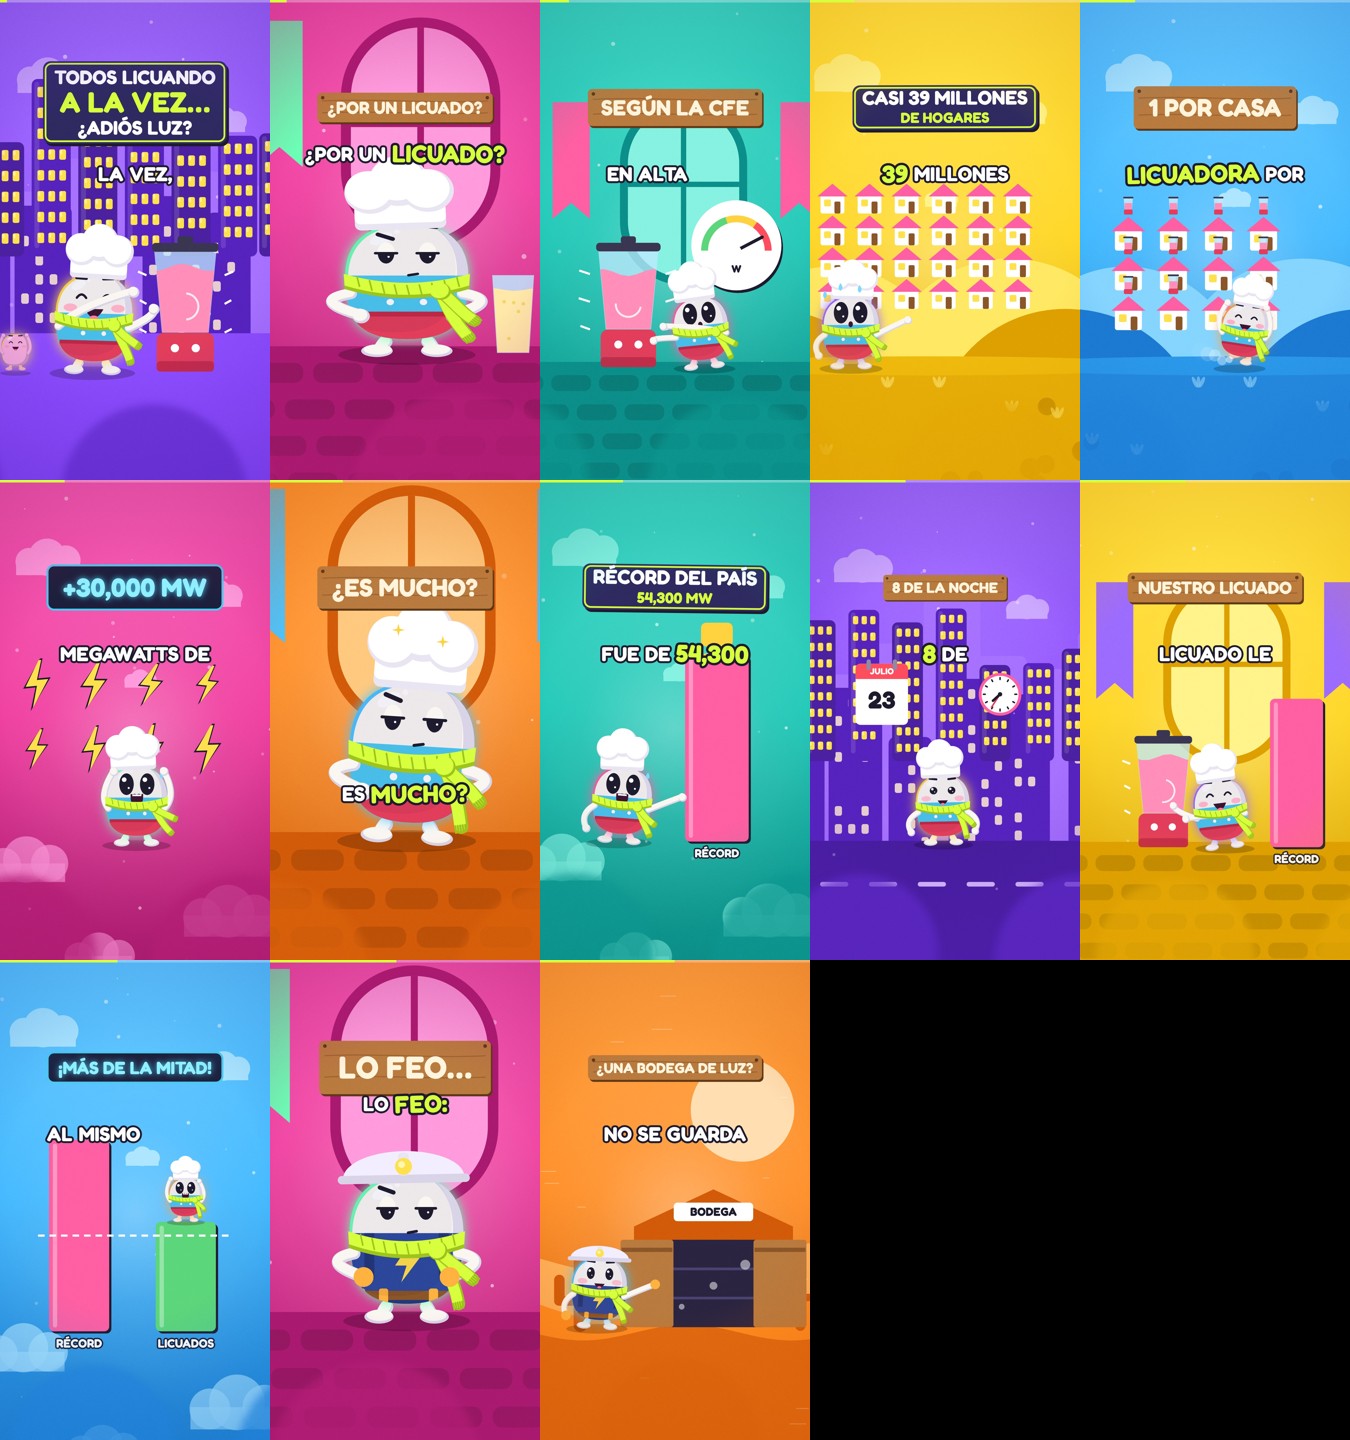 TODOS LICUANDO
A LA VEZ...
¿ADIÓS LUZ?
LA VEZ,
¿POR UN LICUADO?
¿POR UN LICUADO?
SEGÚN LA CFE
EN ALTA
W
CASI 39 MILLONES
DE HOGARES
39 MILLONES
1 POR CASA
LICUADORA POR
+30,000 MW
MEGAWATTS DE
¿ES MUCHO?
ES MUCHO?
RÉCORD DEL PAÍS
54,300 MW
FUE DE 54,300
RÉCORD
8 DE LA NOCHE
8 DE
JULIO
23
NUESTRO LICUADO
LICUADO LE
RÉCORD
¡MÁS DE LA MITAD!
AL MISMO
RÉCORD
LICUADOS
LO FEO...
LO FEO:
¿UNA BODEGA DE LUZ?
NO SE GUARDA
BODEGA